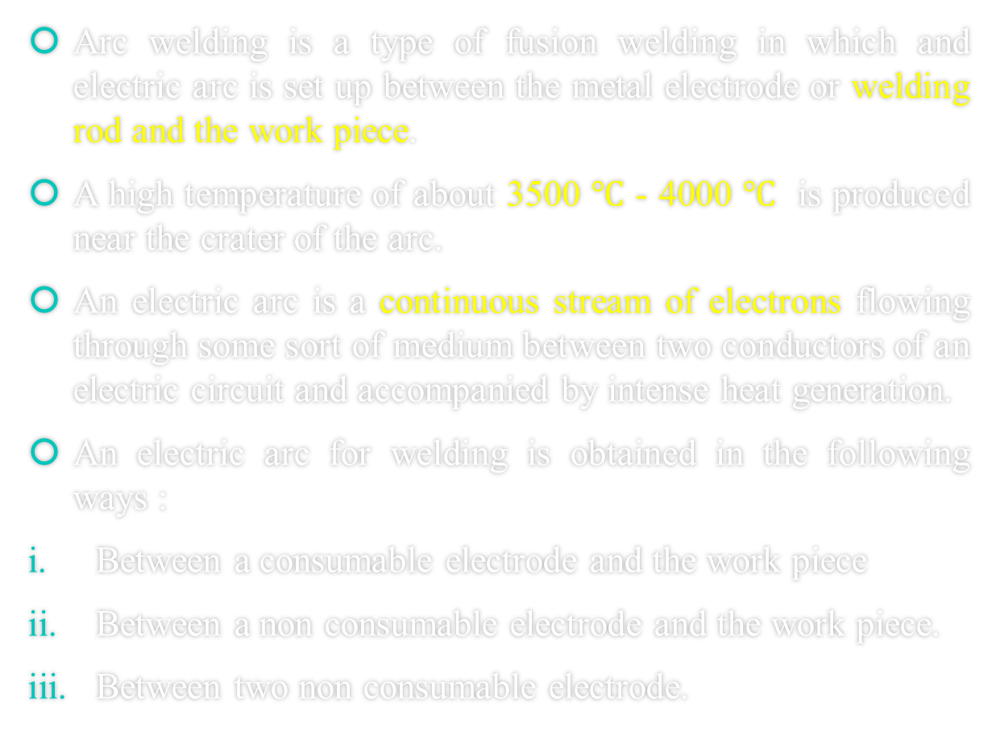 Arc welding is a type of fusion welding in which and
electric arc is set up between the metal electrode or welding
rod and the work piece.
A high temperature of about 3500 ℃ - 4000 ℃ is produced
near the crater of the arc.
An electric arc is a continuous stream of electrons flowing
through some sort of medium between two conductors of an
electric circuit and accompanied by intense heat generation.
An electric arc for welding is obtained in the following
ways :
i. Between a consumable electrode and the work piece
ii. Between a non consumable electrode and the work piece.
iii. Between two non consumable electrode.